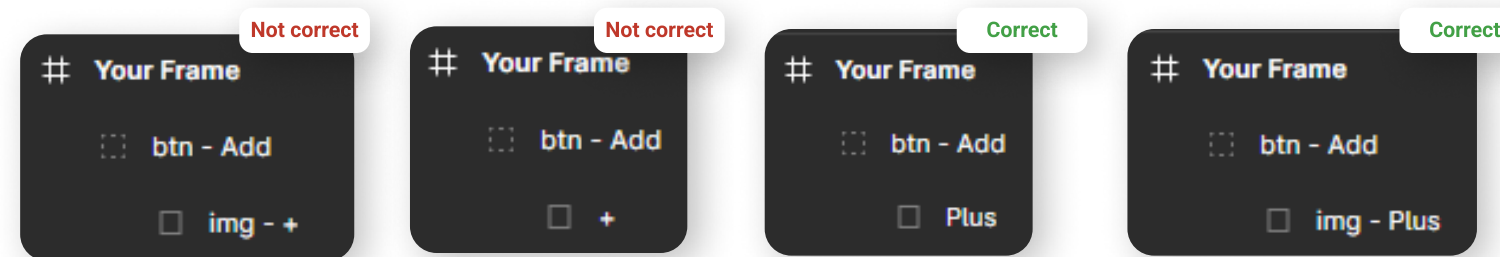 Not correct
Your Frame
btn - Add
img - +
Not correct
Your Frame
btn - Add
+
Correct
Your Frame
btn - Add
Plus
Correct
Your Frame
btn - Add
img - Plus